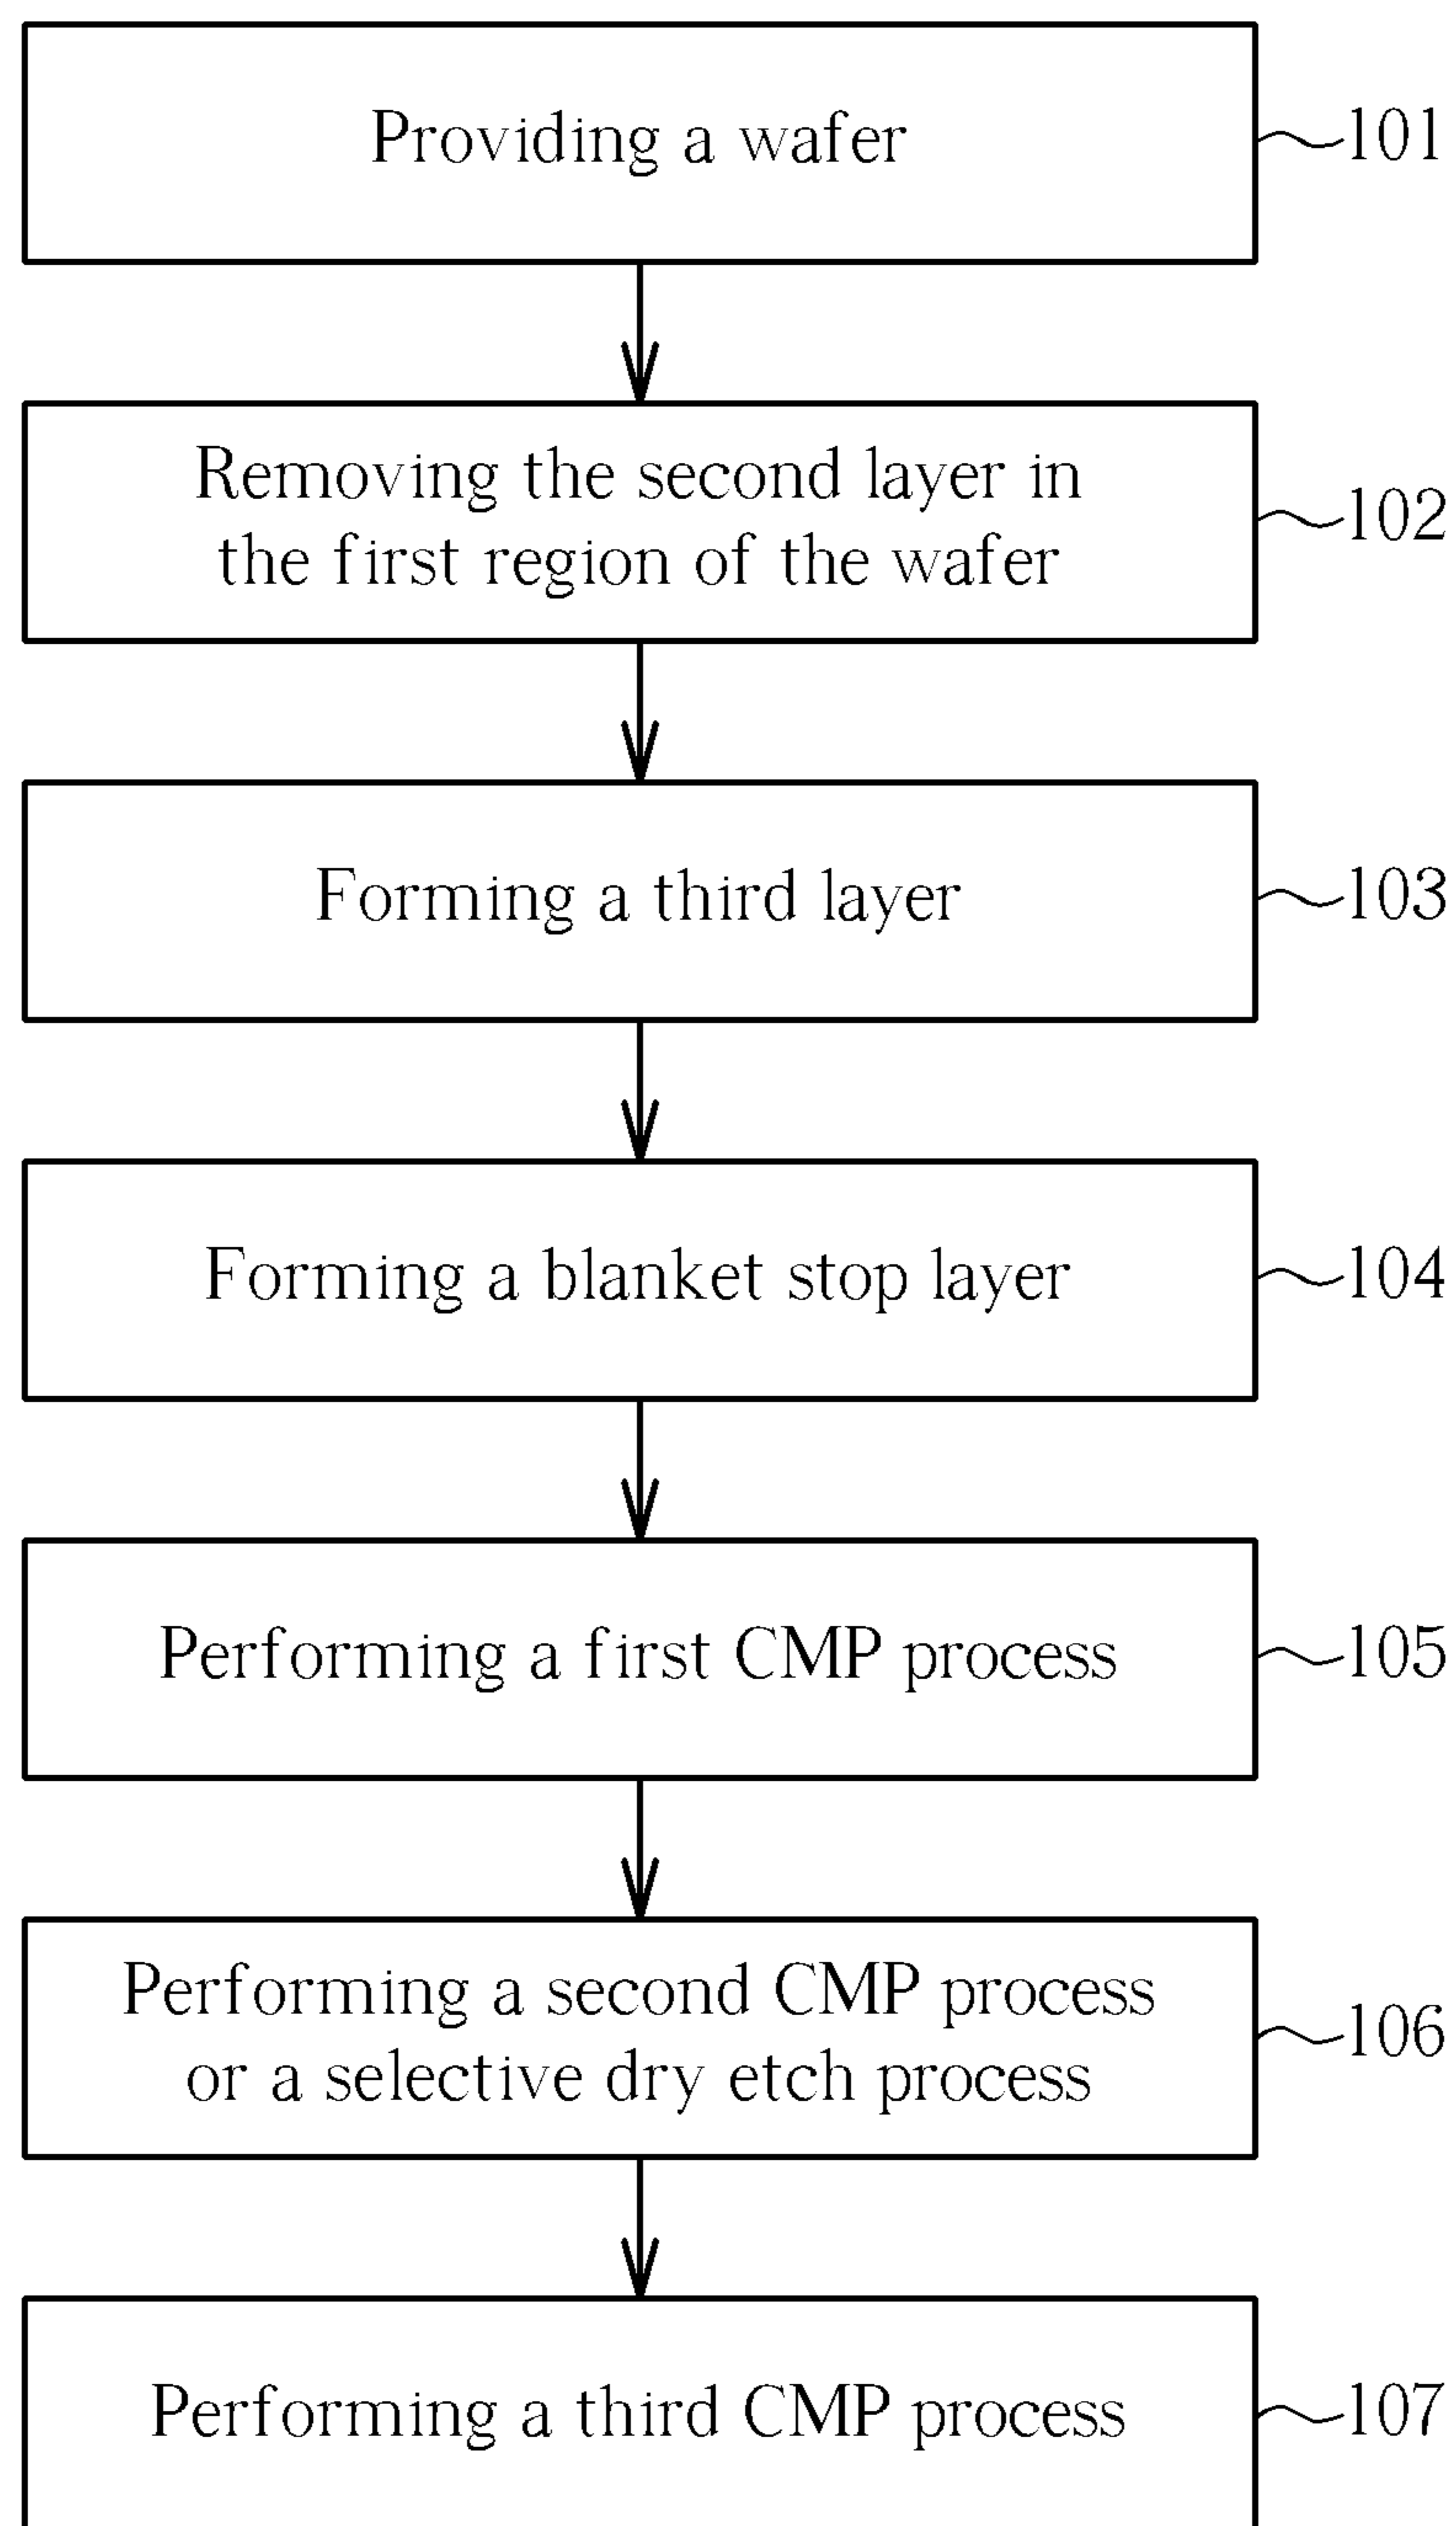 Providing a wafer
101
Removing the second layer in
the first region of the wafer
102
Forming a third layer
103
Forming a blanket stop layer
104
Performing a first CMP process
105
Performing a second CMP process
or a selective dry etch process
106
Performing a third CMP process
107